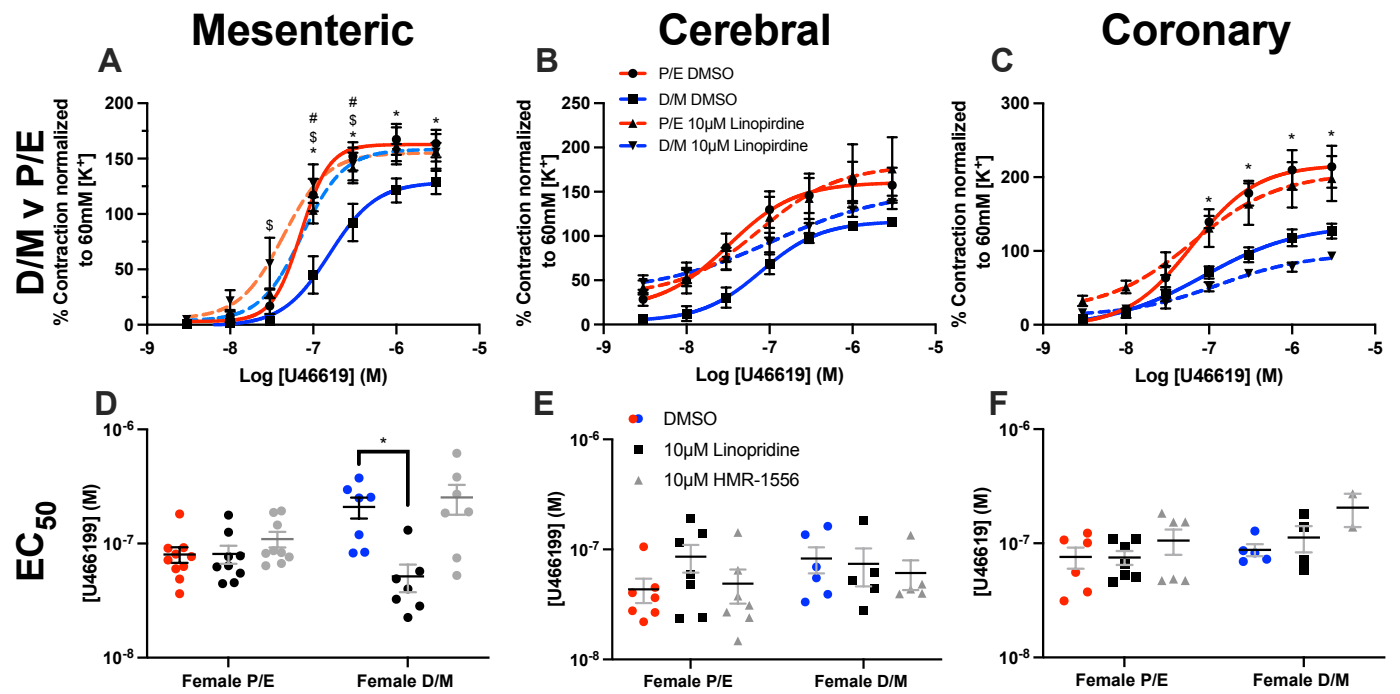 Mesenteric
Cerebral
Coronary
D/M v P/E
A
% Contraction normalized
to 60mM [K⁺]
200
150
100
50
0
-9
-8
-7
-6
-5
Log [U46619] (M)
$
#
$
*
#
$
*
*
*
B
P/E DMSO
D/M DMSO
P/E 10µM Linopirdine
D/M 10µM Linopirdine
% Contraction normalized
to 60mM [K⁺]
250
200
150
100
50
0
-9
-8
-7
-6
-5
Log [U46619] (M)
C
% Contraction normalized
to 60mM [K⁺]
300
200
100
0
-9
-8
-7
-6
-5
Log [U46619] (M)
*
*
*
*
EC50
D
[U466199] (M)
10-6
10-7
10-8
*
Female P/E
Female D/M
E
DMSO
10µM Linopridine
10µM HMR-1556
[U466199] (M)
10-6
10-7
10-8
Female P/E
Female D/M
F
[U466199] (M)
10-6
10-7
10-8
Female P/E
Female D/M